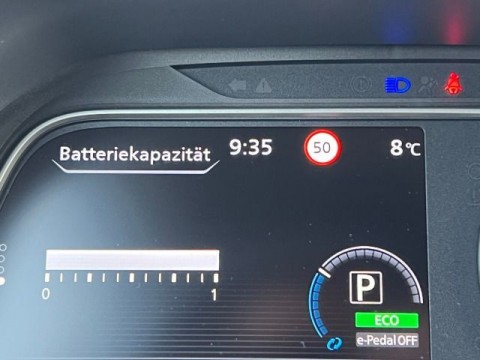 Batteriekapazität 9:35 50 8 °C
0 1
P
ECO
e-Pedal OFF